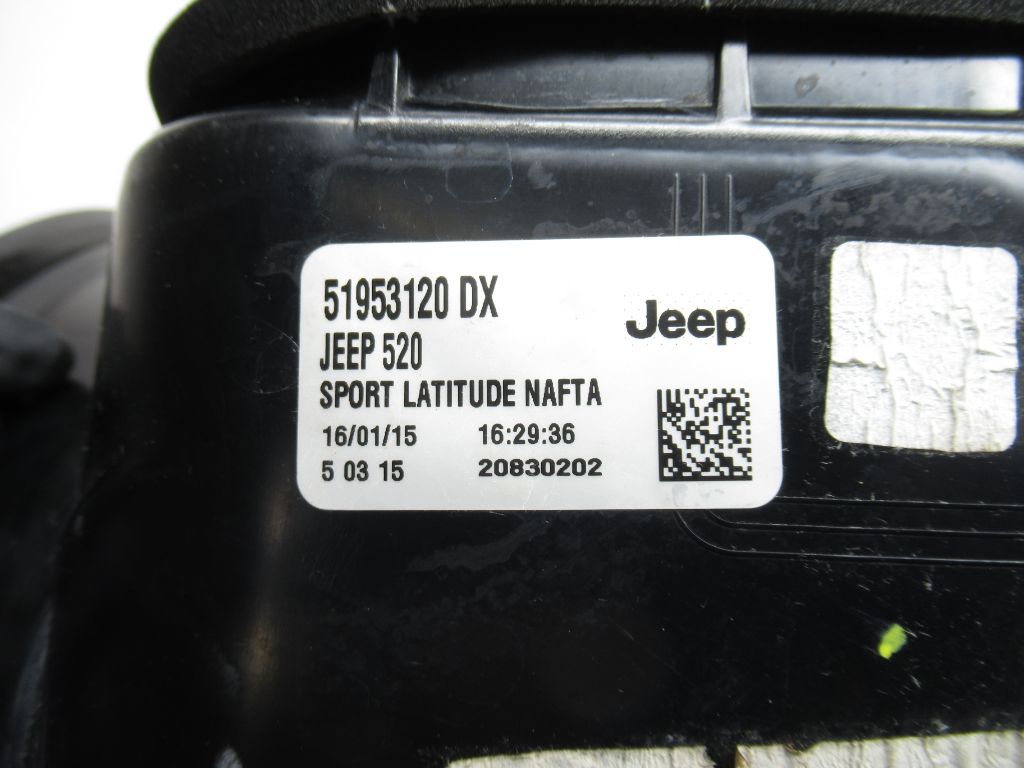 51953120 DX
Jeep
JEEP 520
SPORT LATITUDE NAFTA
16/01/15 16:29:36
5 03 15 20830202